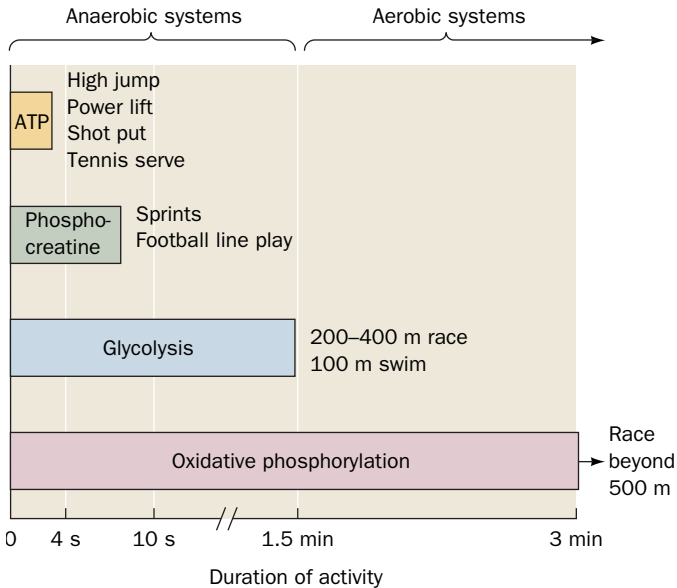 Anaerobic systems
Aerobic systems
ATP
High jump
Power lift
Shot put
Tennis serve
Phospho-
creatine
Sprints
Football line play
Glycolysis
200–400 m race
100 m swim
Oxidative phosphorylation
Race
beyond
500 m
0
4 s
10 s
1.5 min
3 min
Duration of activity